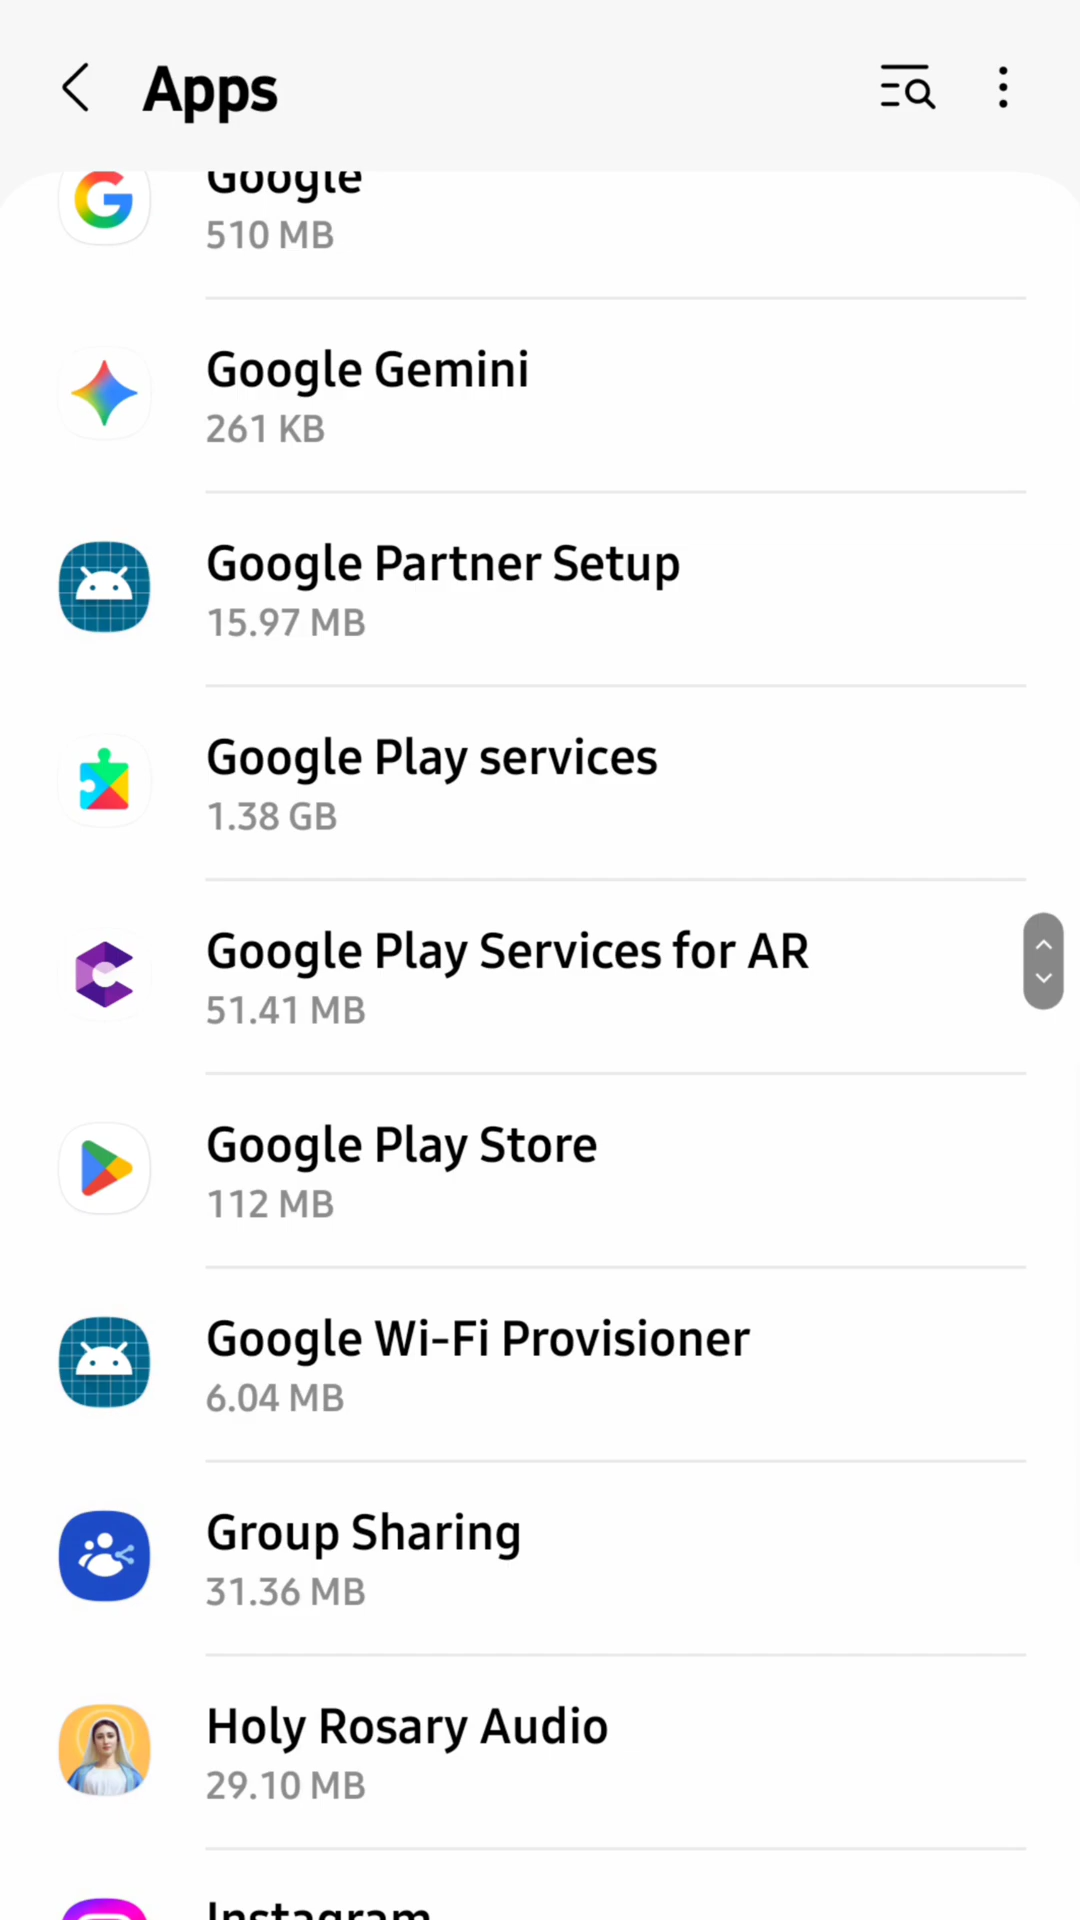 Apps
Google
510 MB
Google Gemini
261 KB
Google Partner Setup
15.97 MB
Google Play services
1.38 GB
Google Play Services for AR
51.41 MB
Google Play Store
112 MB
Google Wi-Fi Provisioner
6.04 MB
Group Sharing
31.36 MB
Holy Rosary Audio
29.10 MB
Instagram